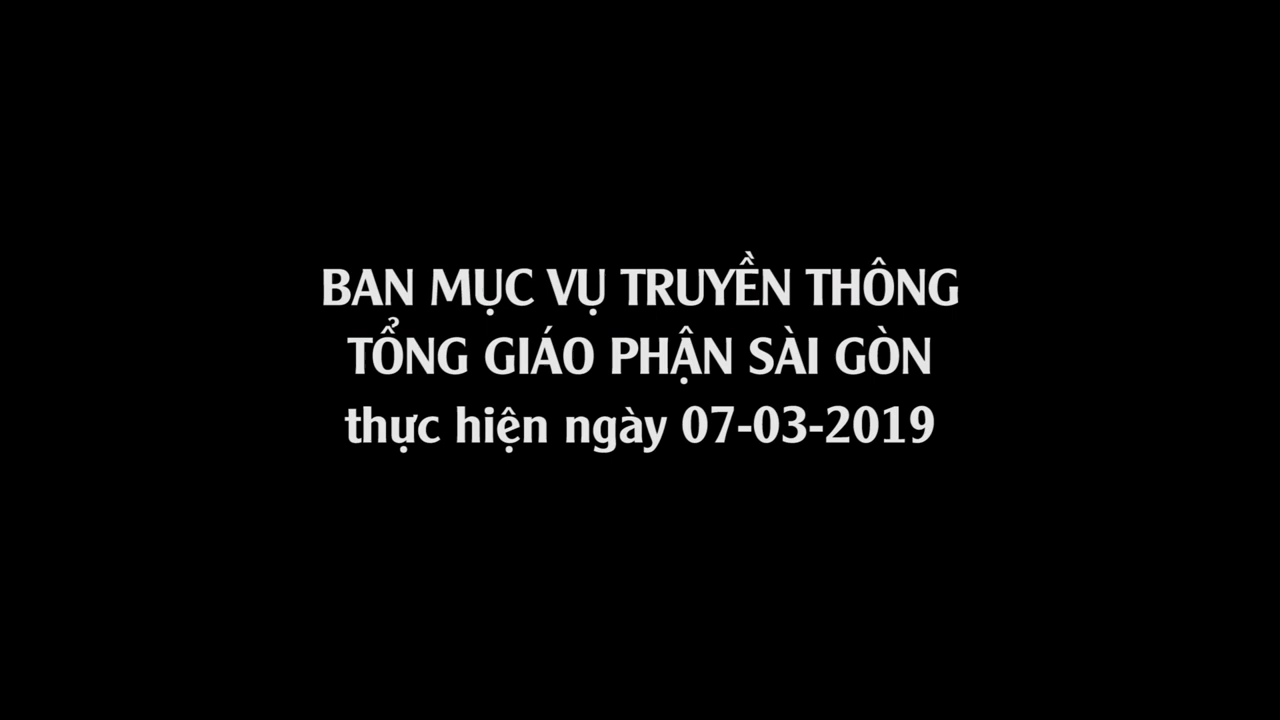 BAN MỤC VỤ TRUYỀN THÔNG
TỔNG GIÁO PHẬN SÀI GÒN
thực hiện ngày 07-03-2019